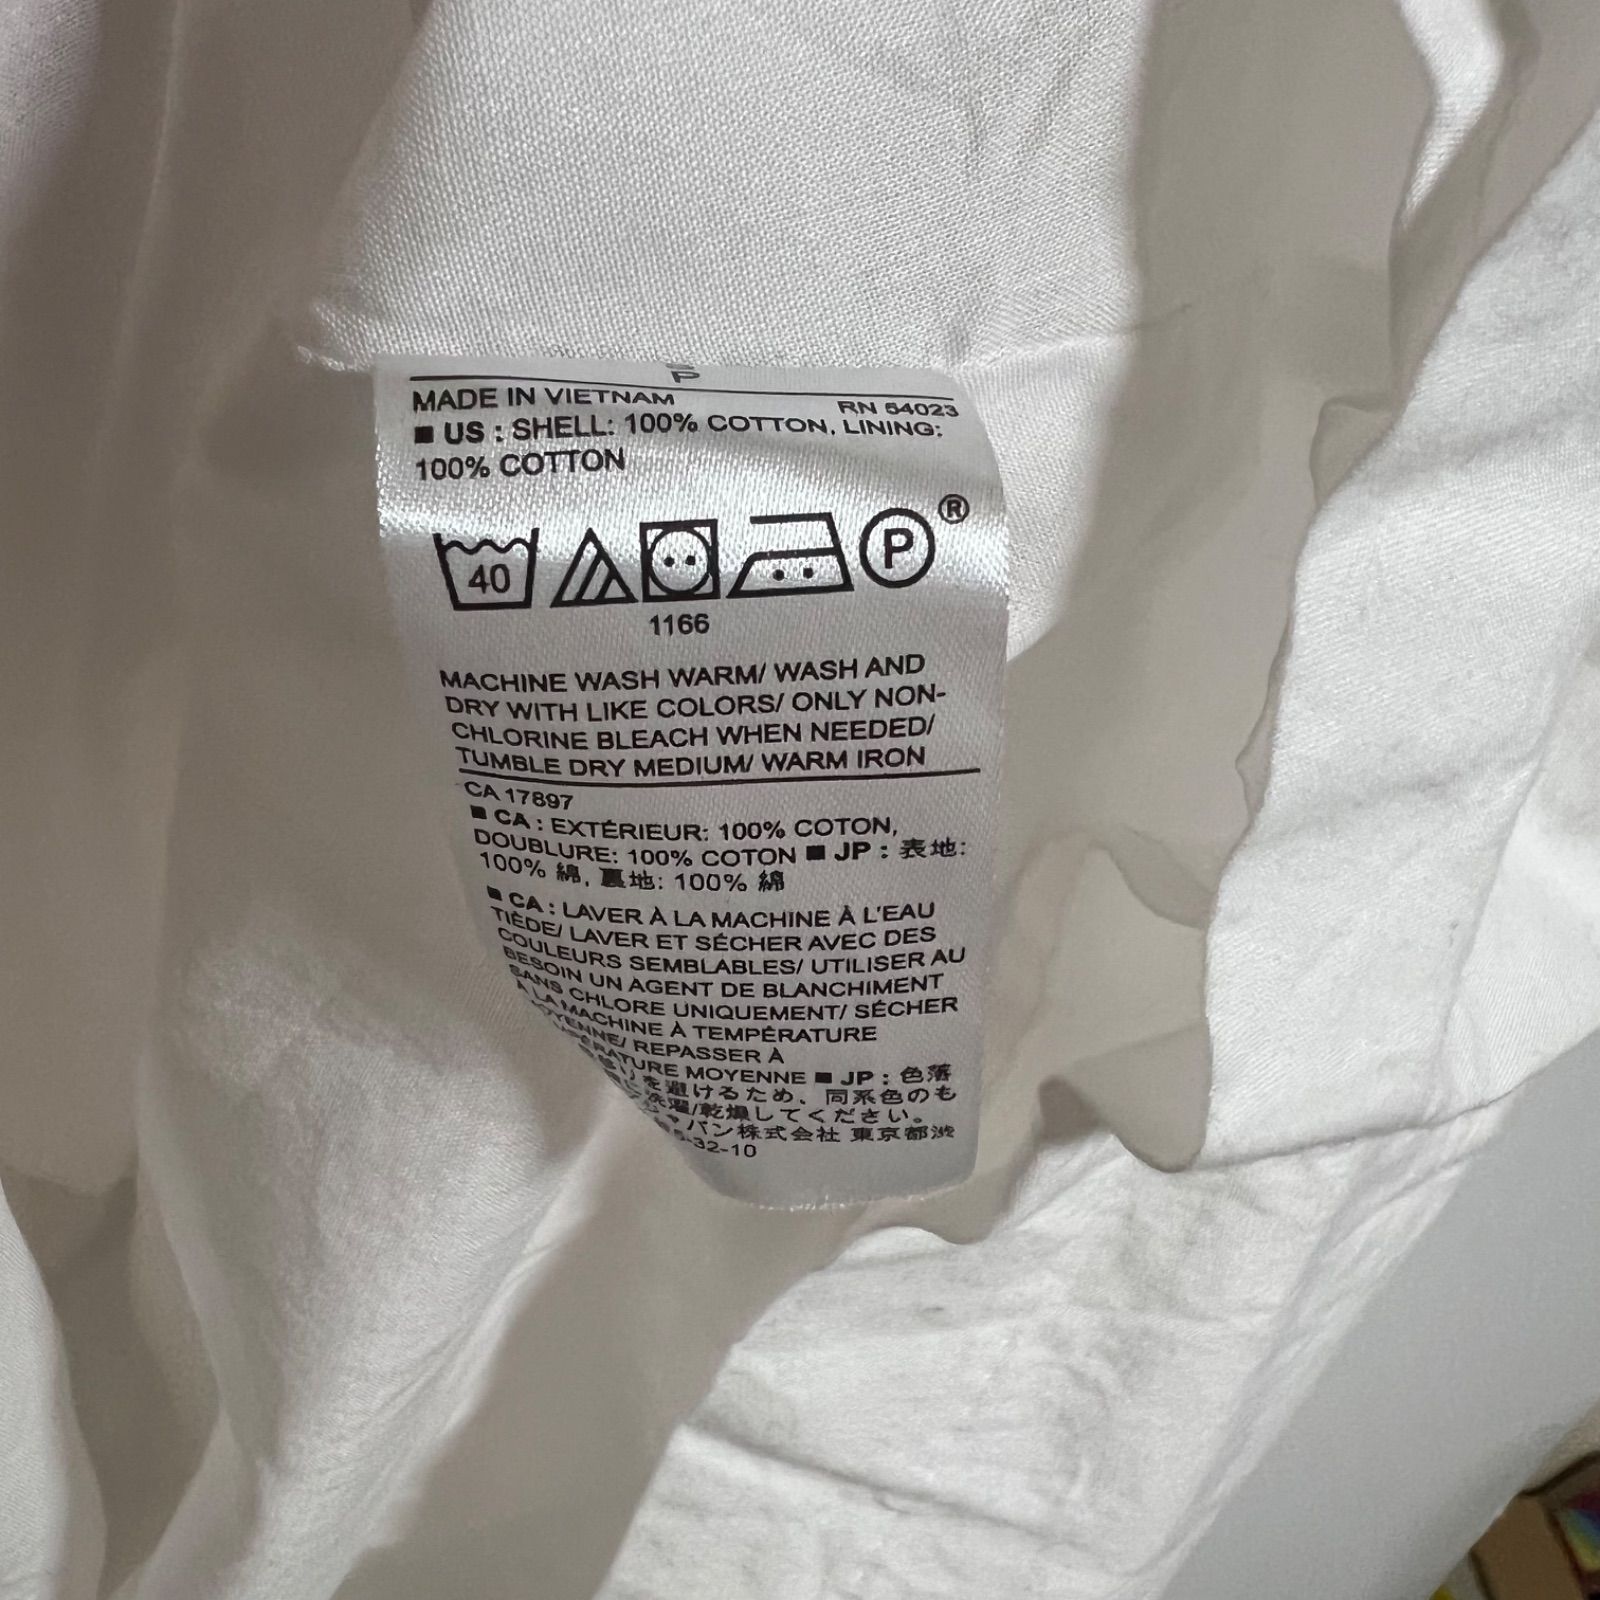 P
MADE IN VIETNAM RN 54023
■ US : SHELL: 100% COTTON, LINING:
100% COTTON
®
40 P
1166
MACHINE WASH WARM/ WASH AND
DRY WITH LIKE COLORS/ ONLY NON-
CHLORINE BLEACH WHEN NEEDED/
TUMBLE DRY MEDIUM/ WARM IRON
CA 17897
■ CA : EXTÉRIEUR: 100% COTON,
DOUBLURE: 100% COTON ■ JP : 表地:
100% 綿, 裏地: 100% 綿
■ CA : LAVER À LA MACHINE À L'EAU
TIÈDE/ LAVER ET SÉCHER AVEC DES
COULEURS SEMBLABLES/ UTILISER AU
BESOIN UN AGENT DE BLANCHIMENT
SANS CHLORE UNIQUEMENT/ SÉCHER
À LA MACHINE À TEMPÉRATURE
MOYENNE/ REPASSER À
MOYENNE ■ JP : 色落
を避けるため、同系色のも
洗濯/乾燥してください。
ャパン株式会社 東京都渋
5-32-10